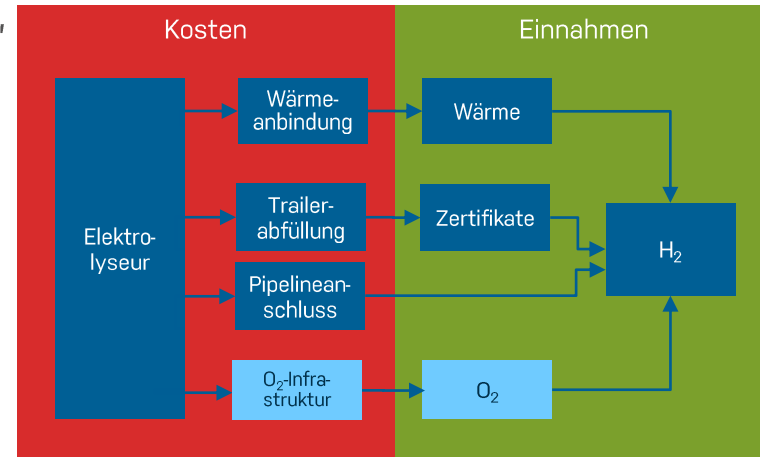 Kosten
Einnahmen
Wärme-
anbindung
Wärme
Trailer-
abfüllung
Zertifikate
Elektro-
lyseur
H₂
Pipelinean-
schluss
O₂-Infra-
struktur
O₂